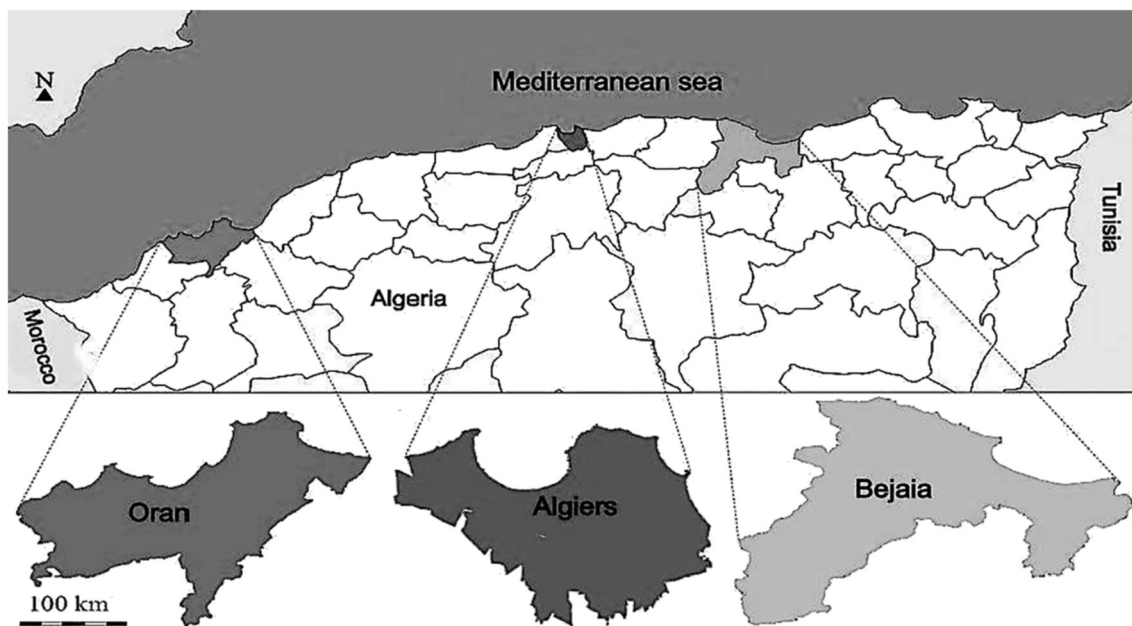 Mediterranean sea
N
Tunisia
Algeria
Morocco
Oran
Algiers
Bejaia
100 km